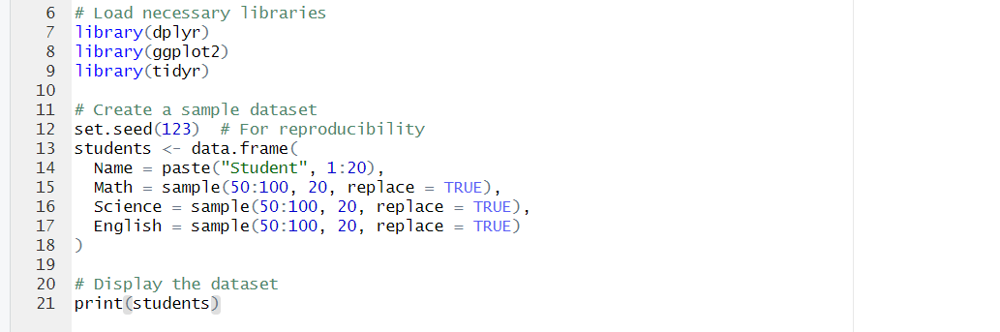 6 # Load necessary libraries
7 library(dplyr)
8 library(ggplot2)
9 library(tidyr)
10
11 # Create a sample dataset
12 set.seed(123)  # For reproducibility
13 students <- data.frame(
14   Name = paste("Student", 1:20),
15   Math = sample(50:100, 20, replace = TRUE),
16   Science = sample(50:100, 20, replace = TRUE),
17   English = sample(50:100, 20, replace = TRUE)
18 )
19
20 # Display the dataset
21 print(students)